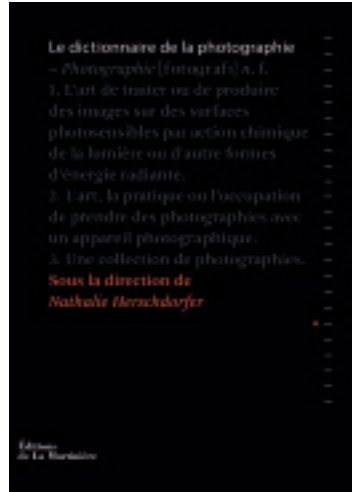 Le dictionnaire de la photographie
– Photographie [fotografi] n. f.
1. L'art de traiter ou de produire
des images sur des surfaces
photosensibles par action chimique
de la lumière ou d'autre formes
d'énergie radiante.
2. L'art, la pratique ou l'occupation
de prendre des photographies avec
un appareil photographique.
3. Une collection de photographies.
Sous la direction de
Nathalie Herschdorfer
Éditions
de La Martinière